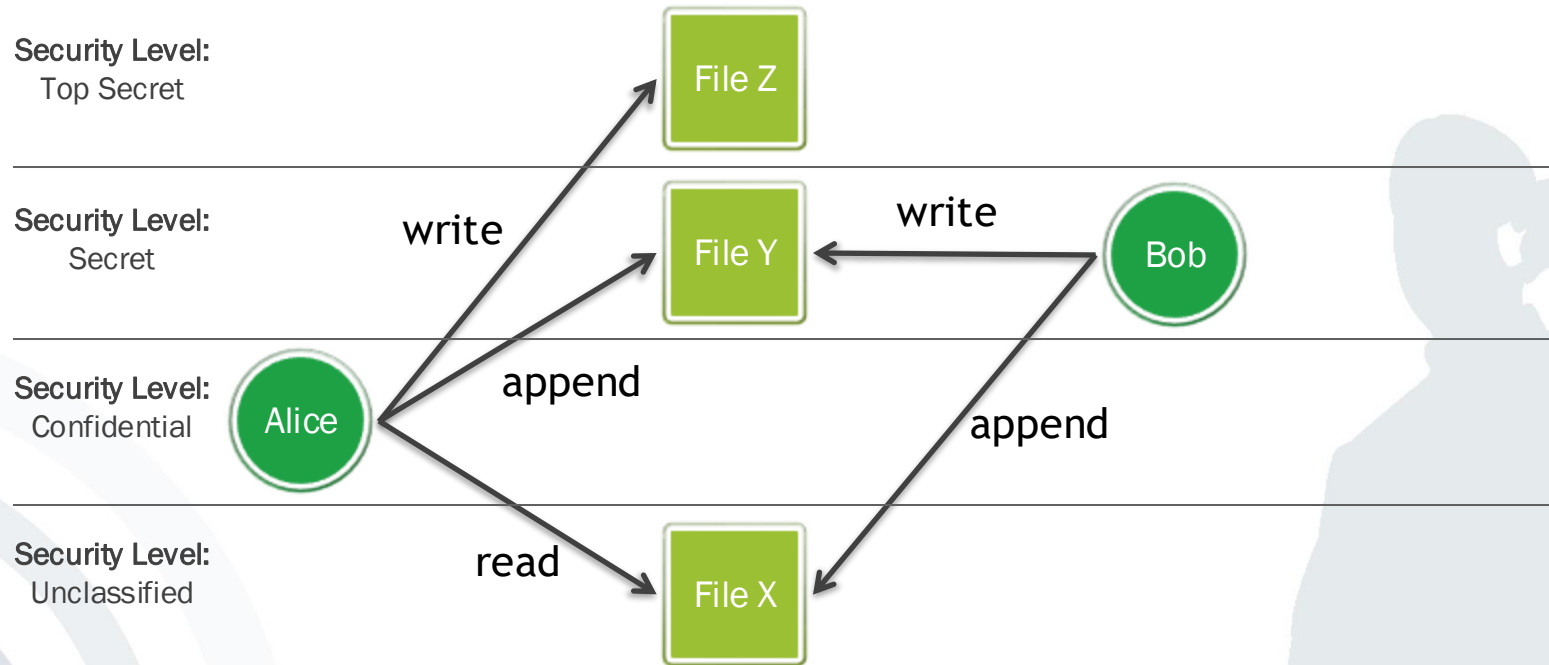 Security Level:
Top Secret
File Z
Security Level:
Secret
write
File Y
write
Bob
Security Level:
Confidential
Alice
append
append
Security Level:
Unclassified
read
File X